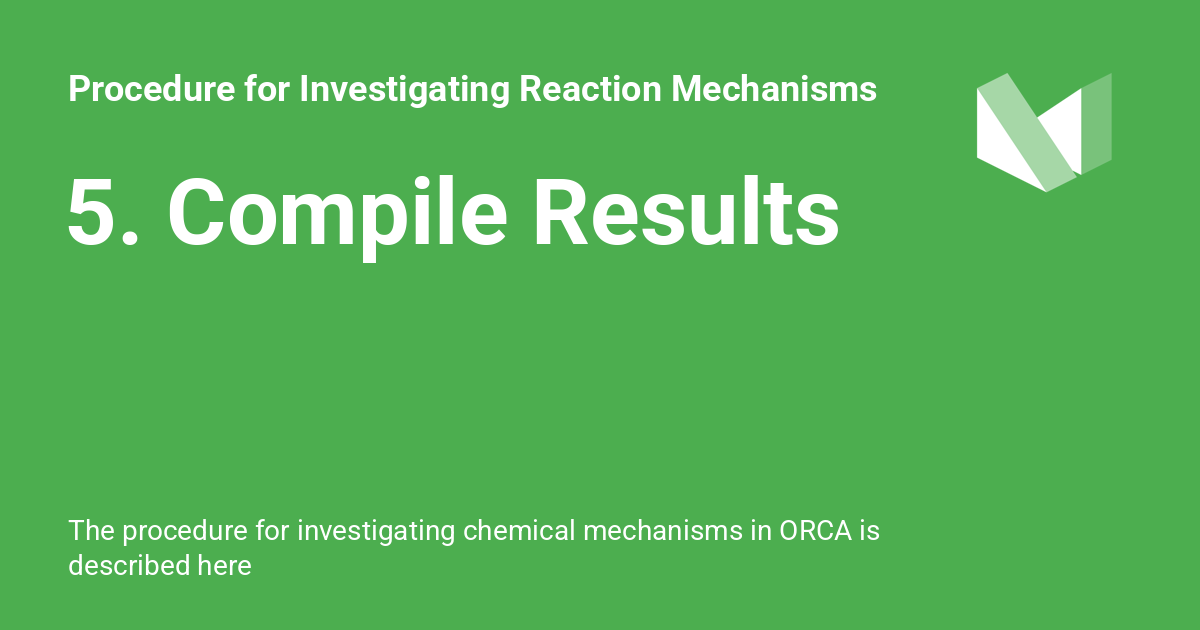 Procedure for Investigating Reaction Mechanisms
5. Compile Results
The procedure for investigating chemical mechanisms in ORCA is
described here